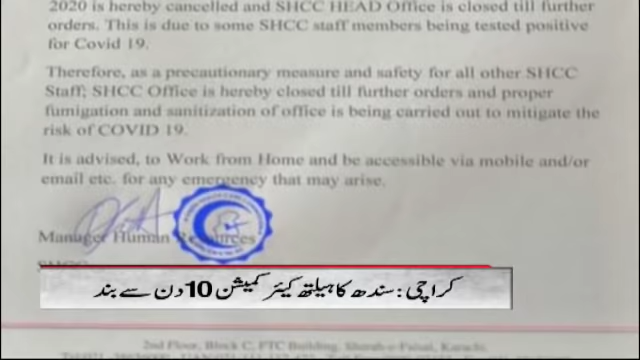 2020 is hereby cancelled and SHCC HEAD Office is closed till further
orders. This is due to some SHCC staff members being tested positive
for Covid 19.
Therefore, as a precautionary measure and safety for all other SHCC
Staff; SHCC Office is hereby closed till further orders and proper
fumigation and sanitization of office is being carried out to mitigate the
risk of COVID 19.
It is advised, to Work from Home and be accessible via mobile and/or
email etc. for any emergency that may arise.
Manager Human Resources
کراچی: سندھ کا ہیلتھ کیئر کمیشن 10 دن سے بند
2nd Floor, Block C, FTC Building, Shahrah-e-Faisal, Karachi.